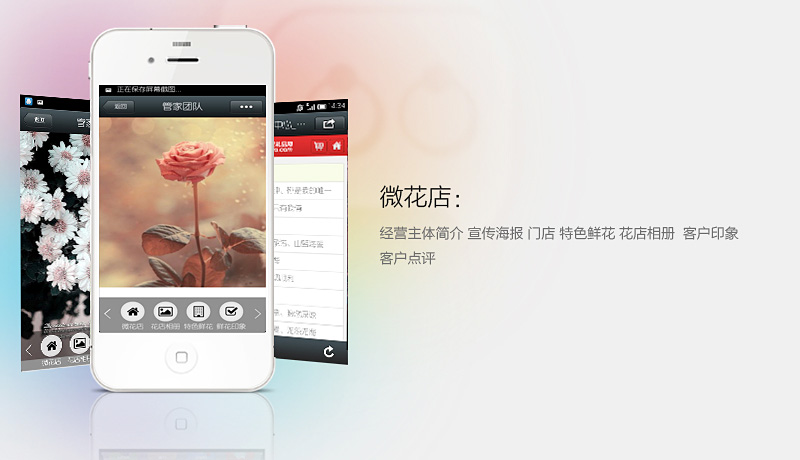 正在保存屏幕截图...
返回
管家团队
14:34
微花店
花店相册
特色鲜花
鲜花印象
微花店：
经营主体简介 宣传海报 门店 特色鲜花 花店相册 客户印象
客户点评